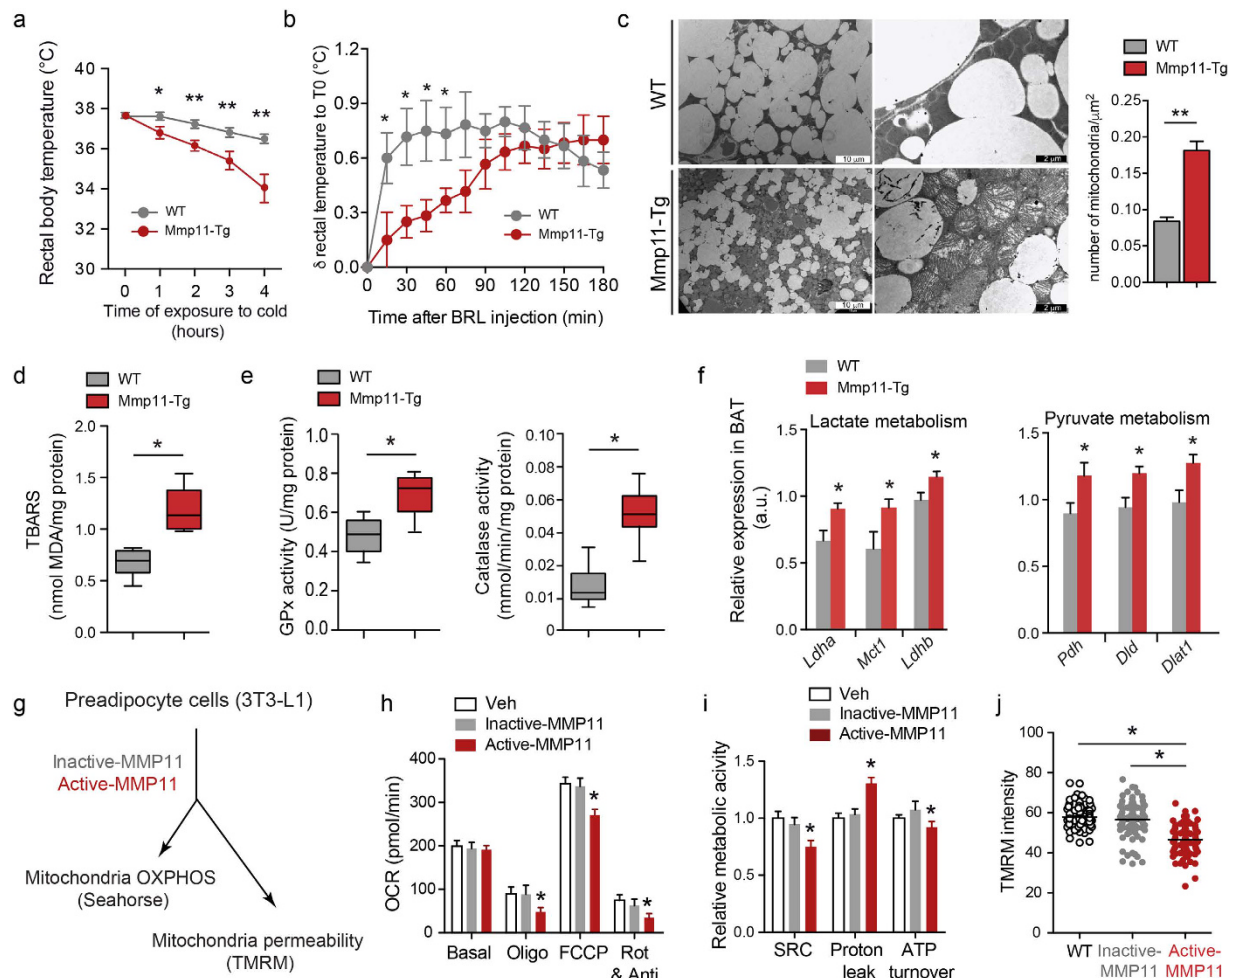 a
Rectal body temperature (°C)
40
38
36
34
32
30
*
**
**
**
WT
Mmp11-Tg
0
1
2
3
4
Time of exposure to cold
(hours)
b
δ rectal temperature to T0 (°C)
1.2
0.9
0.6
0.3
0.0
*
*
*
*
WT
Mmp11-Tg
0
30
60
90
120
150
180
Time after BRL injection (min)
c
WT
Mmp11-Tg
10 µm
2 µm
10 µm
2 µm
WT
Mmp11-Tg
number of mitochondria/µm²
0.25
0.20
0.15
0.10
0.05
0.00
**
d
WT
Mmp11-Tg
TBARS
(nmol MDA/mg protein)
2.0
1.5
1.0
0.5
0.0
*
e
WT
Mmp11-Tg
GPx activity (U/mg protein)
1.0
0.8
0.6
0.4
0.2
0.0
*
Catalase activity
(mmol/min/mg protein)
0.10
0.08
0.06
0.04
0.02
0.01
0
*
f
WT
Mmp11-Tg
Relative expression in BAT
(a.u.)
Lactate metabolism
1.5
1.0
0.5
0.0
*
*
*
Ldha
Mct1
Ldhb
Pyruvate metabolism
1.5
1.0
0.5
0.0
*
*
*
Pdh
Dld
Dlat1
g
Preadipocyte cells (3T3-L1)
Inactive-MMP11
Active-MMP11
Mitochondria OXPHOS
(Seahorse)
Mitochondria permeability
(TMRM)
h
Veh
Inactive-MMP11
Active-MMP11
OCR (pmol/min)
400
300
200
100
0
*
*
*
Basal
Oligo
FCCP
Rot
& Anti
i
Veh
Inactive-MMP11
Active-MMP11
Relative metabolic acivity
1.5
1.0
0.5
0.0
*
*
*
SRC
Proton
leak
ATP
turnover
j
TMRM intensity
100
80
60
40
20
0
*
*
WT
Inactive-
MMP11
Active-
MMP11